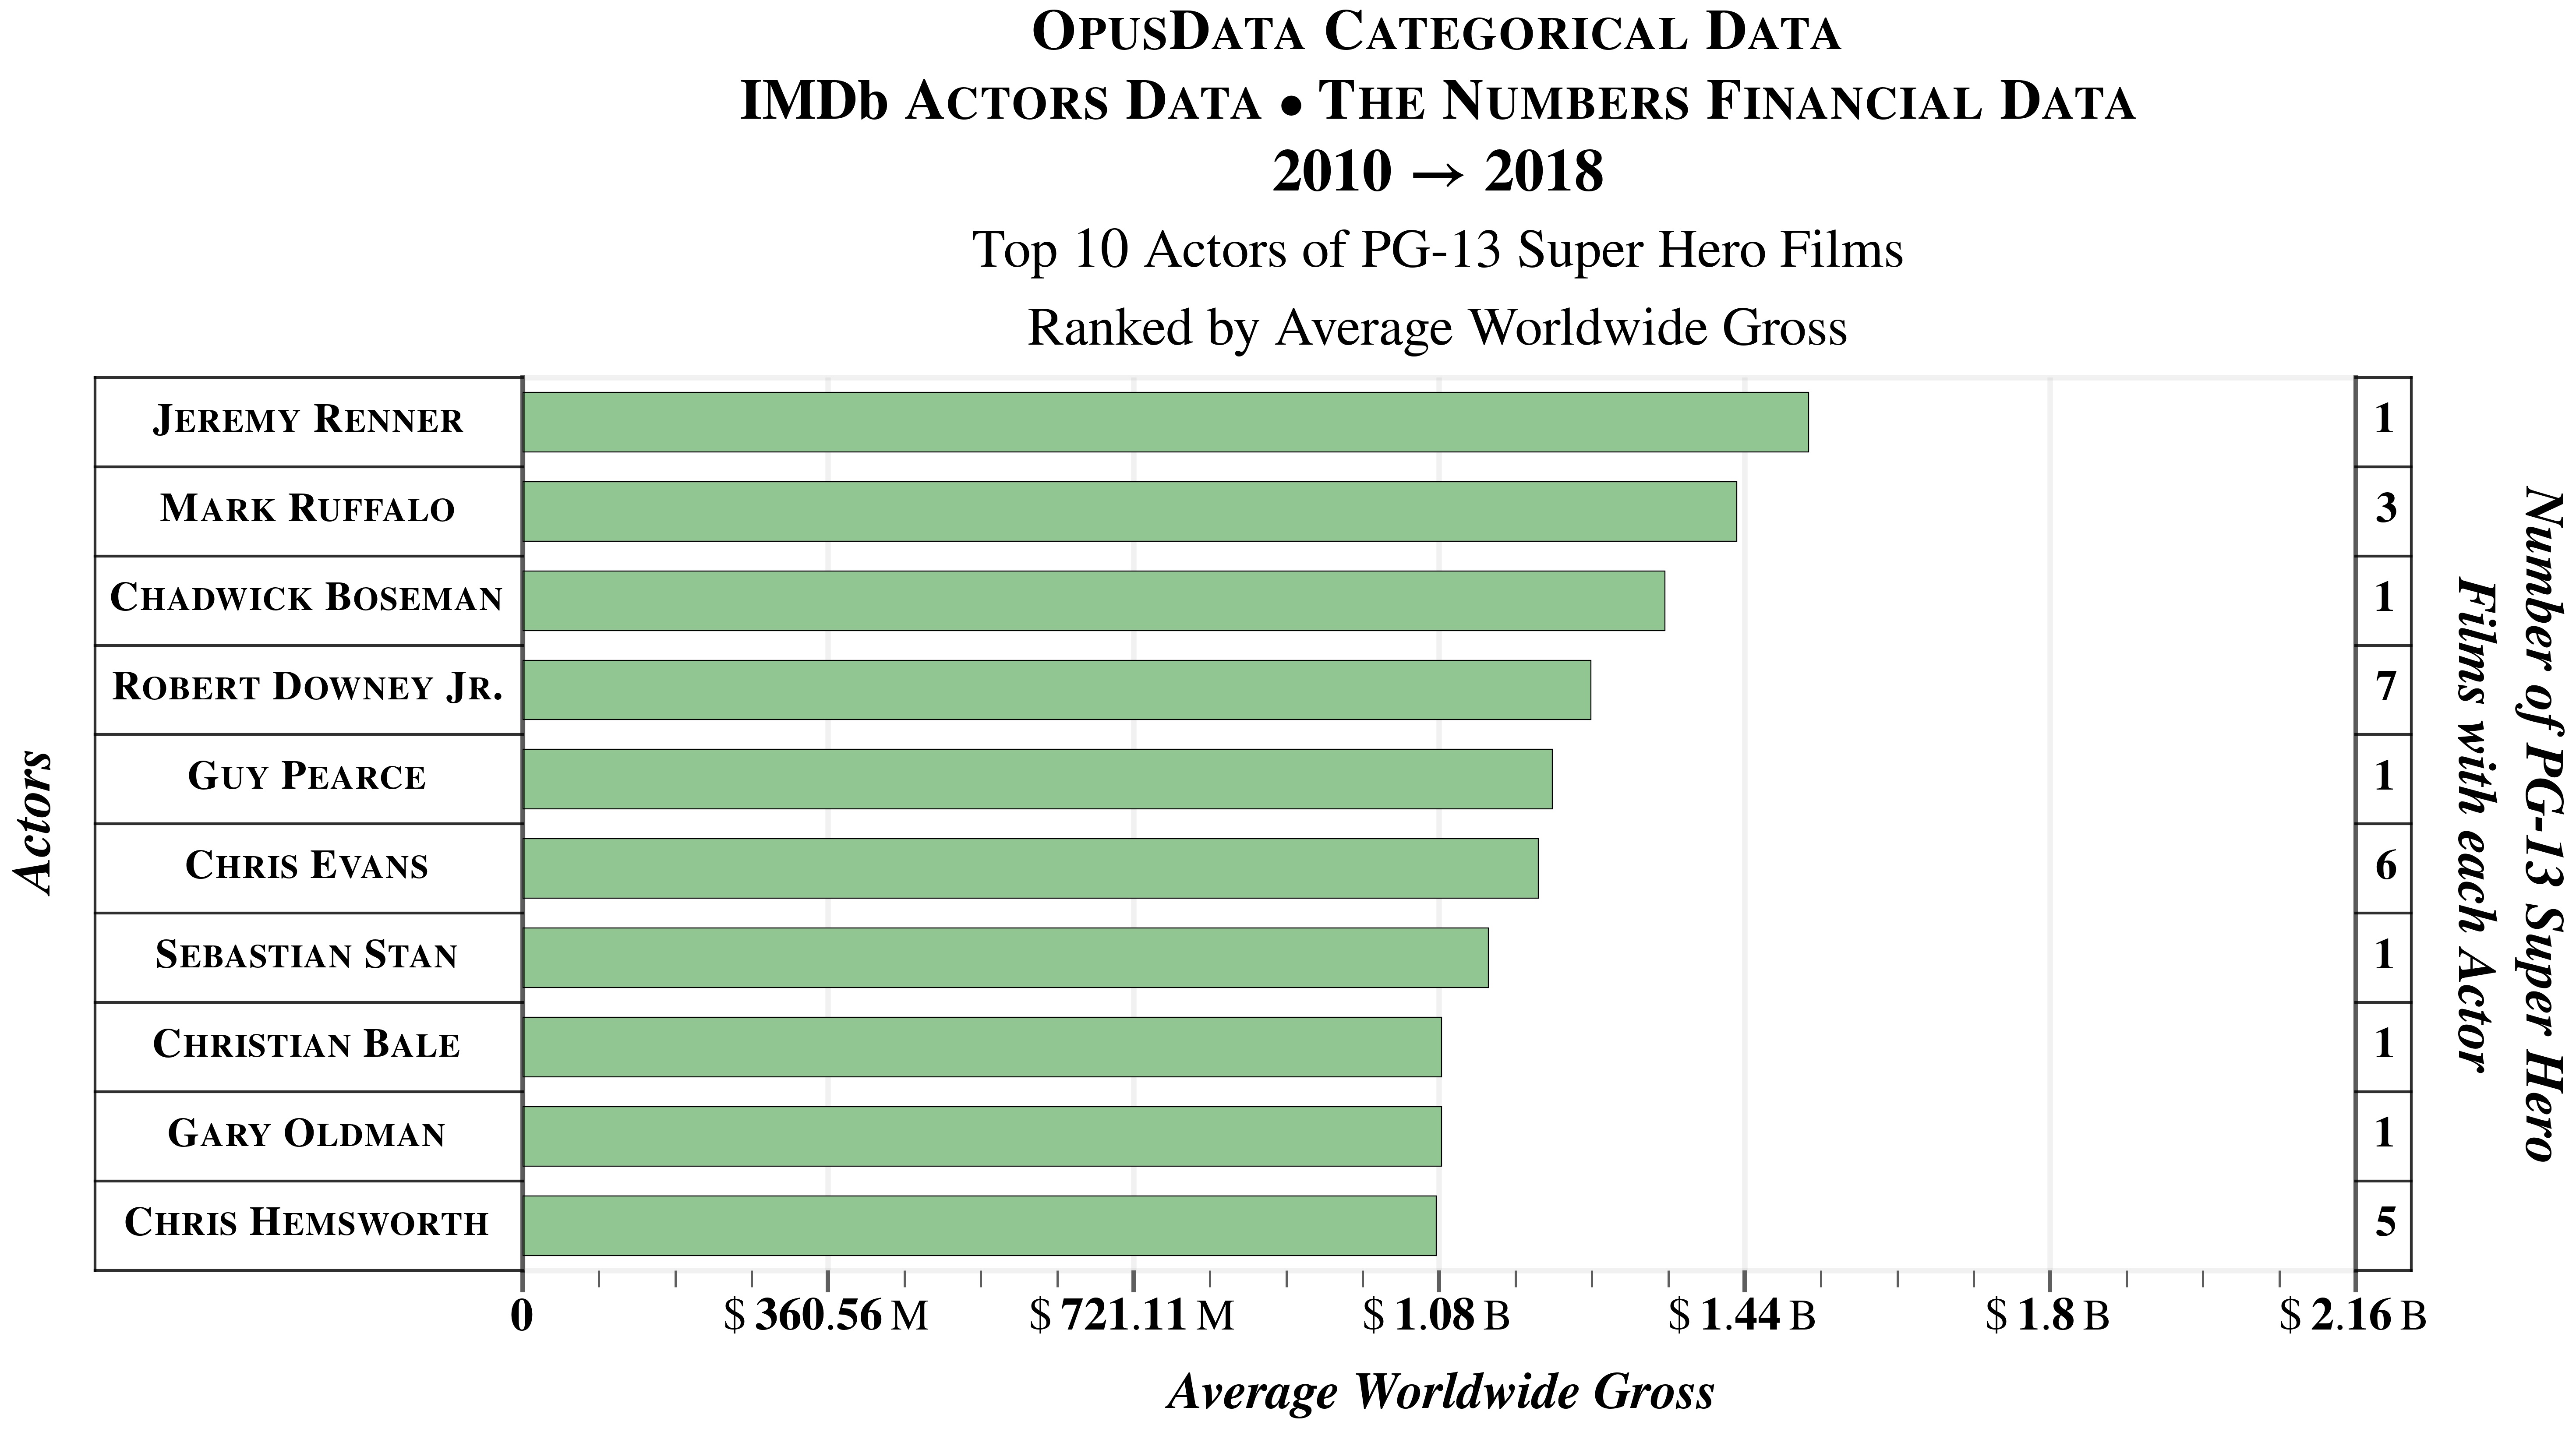 OpusData Categorical Data
IMDb Actors Data • The Numbers Financial Data
2010 → 2018
Top 10 Actors of PG-13 Super Hero Films
Ranked by Average Worldwide Gross
Actors
Jeremy Renner 1
Mark Ruffalo 3
Chadwick Boseman 1
Robert Downey Jr. 7
Guy Pearce 1
Chris Evans 6
Sebastian Stan 1
Christian Bale 1
Gary Oldman 1
Chris Hemsworth 5
Number of PG-13 Super Hero
Films with each Actor
0 $ 360.56 M $ 721.11 M $ 1.08 B $ 1.44 B $ 1.8 B $ 2.16 B
Average Worldwide Gross